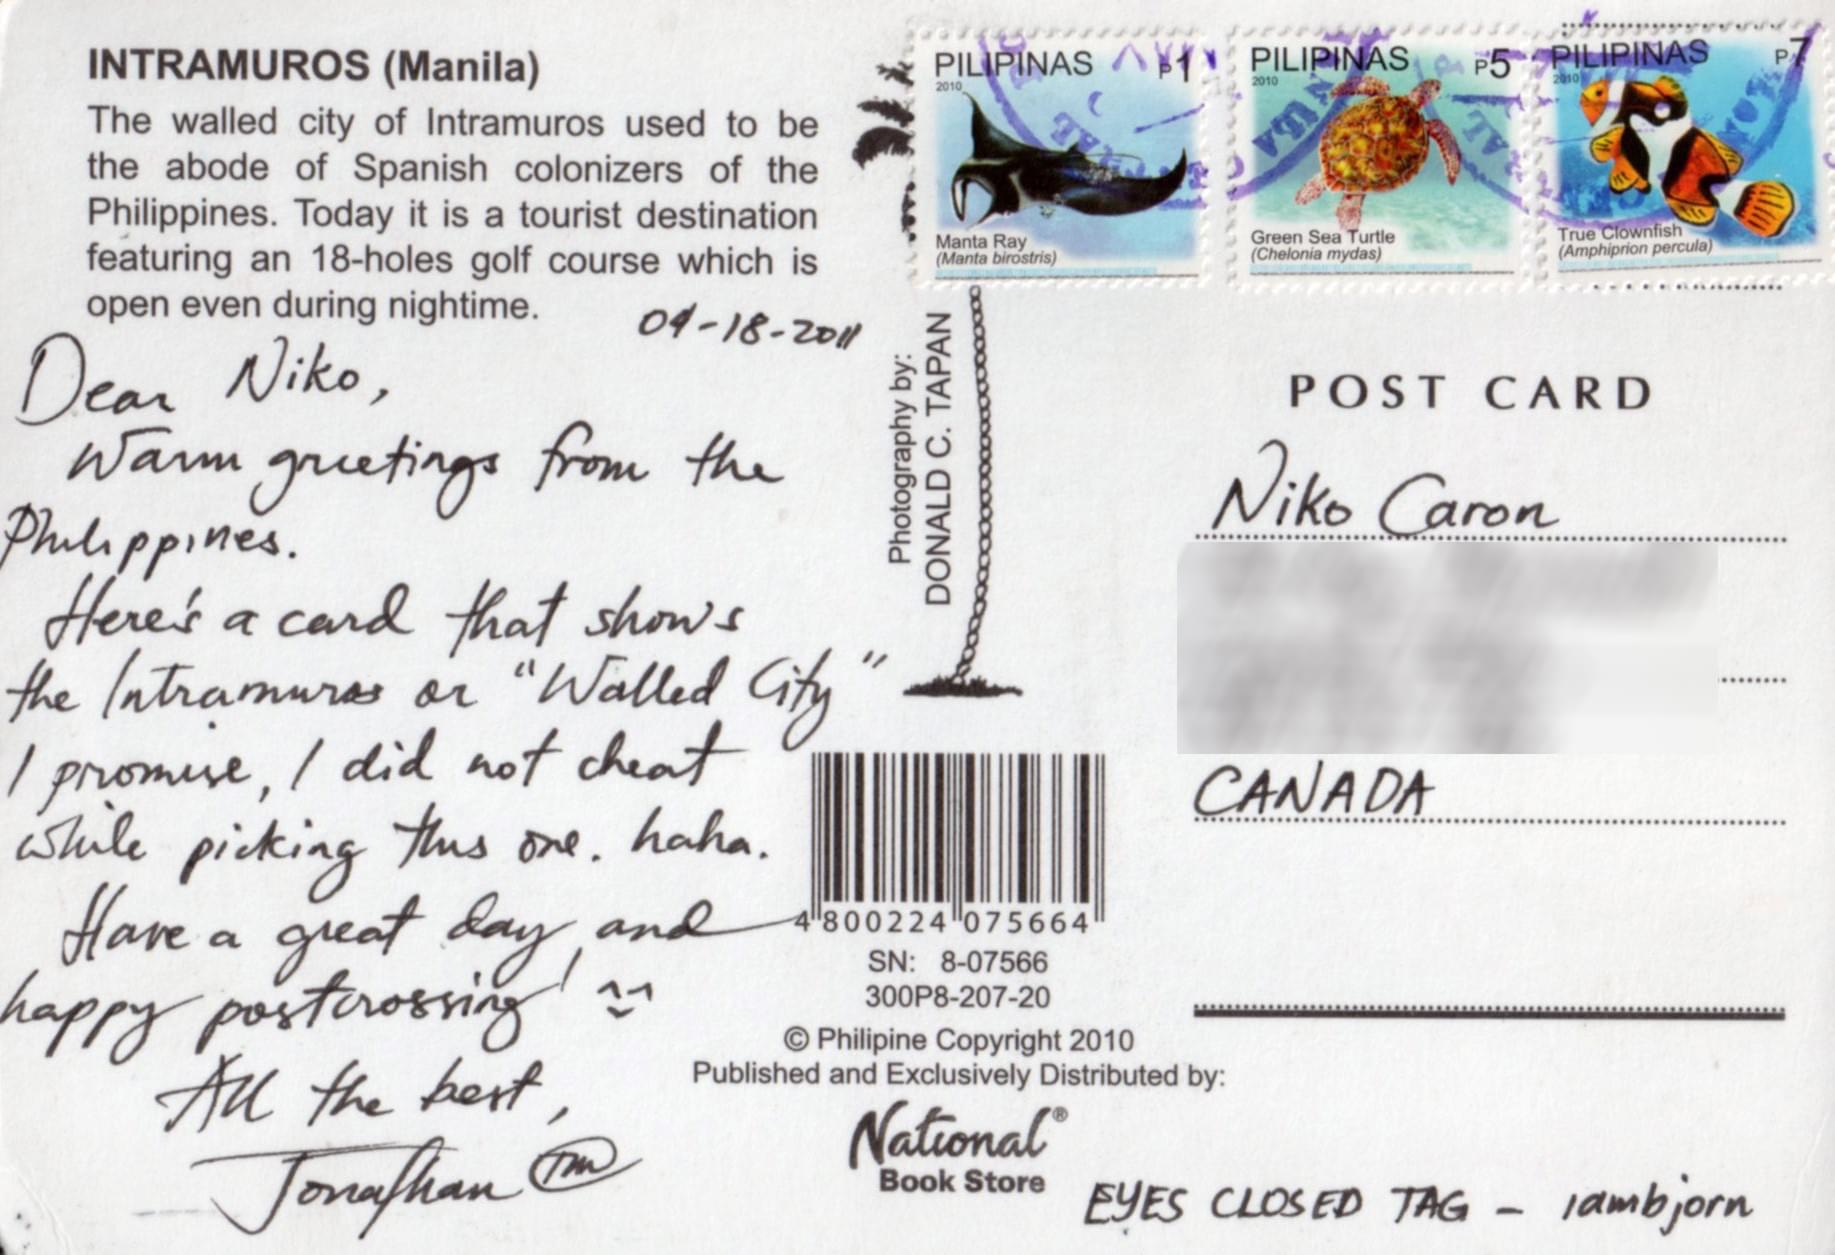 INTRAMUROS (Manila)
The walled city of Intramuros used to be
the abode of Spanish colonizers of the
Philippines. Today it is a tourist destination
featuring an 18-holes golf course which is
open even during nightime.
04-18-2011
Dear Niko,
Warm greetings from the
Philippines.
Here's a card that shows
the Intramuros or "Walled City"
I promise, I did not cheat
while picking this one. haha.
Have a great day and
happy postcrossing!
All the best,
Jonathan TM
Photography by:
DONALD C. TAPAN
PILIPINAS
2010
P1
Manta Ray
(Manta birostris)
PILIPINAS
2010
P5
Green Sea Turtle
(Chelonia mydas)
PILIPINAS
2010
P7
True Clownfish
(Amphiprion percula)
POST CARD
Niko Caron
CANADA
4 800224 075664
SN: 8-07566
300P8-207-20
© Philipine Copyright 2010
Published and Exclusively Distributed by:
National®
Book Store
EYES CLOSED TAG - iambjorn